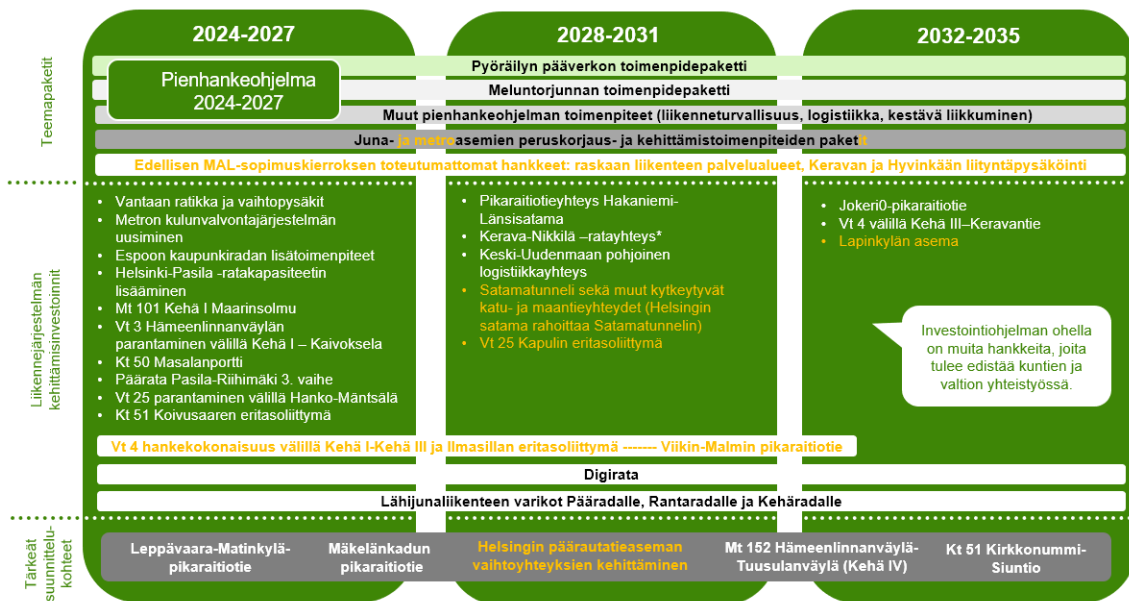 2024-2027
2028-2031
2032-2035
Teemapaketit
Pienhankeohjelma
2024-2027
Pyöräilyn pääverkon toimenpidepaketti
Meluntorjunnan toimenpidepaketti
Muut pienhankeohjelman toimenpiteet (liikenneturvallisuus, logistiikka, kestävä liikkuminen)
Juna- ja metroasemien peruskorjaus- ja kehittämistoimenpiteiden paketit
Edellisen MAL-sopimuskierroksen toteutumattomat hankkeet: raskaan liikenteen palvelualueet, Keravan ja Hyvinkään liityntäpysäköinti
Liikennejärjestelmän
kehittämisinvestoinnit
• Vantaan ratikka ja vaihtopysäkit
• Metron kulunvalvontajärjestelmän
uusiminen
• Espoon kaupunkiradan lisätoimenpiteet
• Helsinki-Pasila -ratakapasiteetin
lisääminen
• Mt 101 Kehä I Maarinsolmu
• Vt 3 Hämeenlinnanväylän
parantaminen välillä Kehä I – Kaivoksela
• Kt 50 Masalanportti
• Päärata Pasila-Riihimäki 3. vaihe
• Vt 25 parantaminen välillä Hanko-Mäntsälä
• Kt 51 Koivusaaren eritasoliittymä
• Pikaraitiotieyhteys Hakaniemi-
Länsisatama
• Kerava-Nikkilä –ratayhteys*
• Keski-Uudenmaan pohjoinen
logistiikkayhteys
• Satamatunneli sekä muut kytkeytyvät
katu- ja maantieyhteydet (Helsingin
satama rahoittaa Satamatunnelin)
• Vt 25 Kapulin eritasoliittymä
• Jokeri0-pikaraitiotie
• Vt 4 välillä Kehä III–Keravantie
• Lapinkylän asema
Investointiohjelman ohella
on muita hankkeita, joita
tulee edistää kuntien ja
valtion yhteistyössä.
Vt 4 hankekokonaisuus välillä Kehä I-Kehä III ja Ilmasillan eritasoliittymä ------- Viikin-Malmin pikaraitiotie
Digirata
Lähijunaliikenteen varikot Pääradalle, Rantaradalle ja Kehäradalle
Tärkeät
suunnittelu-
kohteet
Leppävaara-Matinkylä-
pikaraitiotie
Mäkelänkadun
pikaraitiotie
Helsingin päärautatieaseman
vaihtoyhteyksien kehittäminen
Mt 152 Hämeenlinnanväylä-
Tuusulanväylä (Kehä IV)
Kt 51 Kirkkonummi-
Siuntio